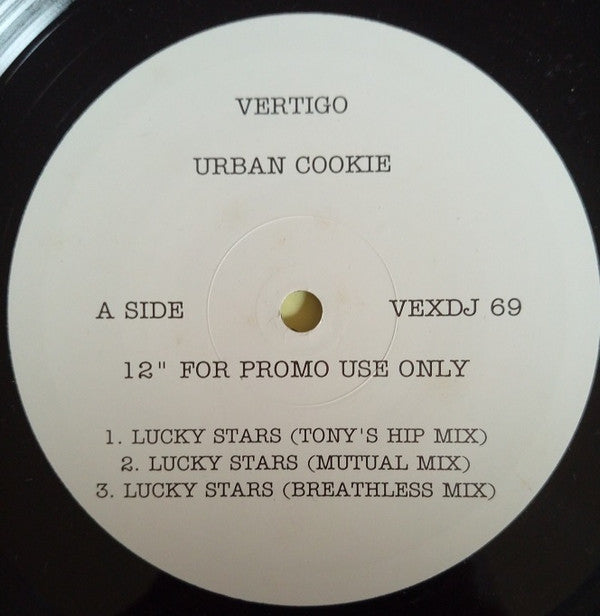 VERTIGO
URBAN COOKIE
A SIDE VEXDJ 69
12" FOR PROMO USE ONLY
1. LUCKY STARS (TONY'S HIP MIX)
2. LUCKY STARS (MUTUAL MIX)
3. LUCKY STARS (BREATHLESS MIX)